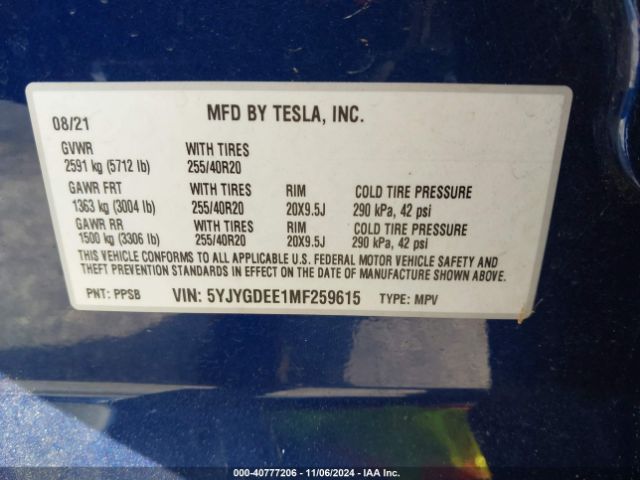 08/21 MFD BY TESLA, INC.
GVWR WITH TIRES
2591 kg (5712 lb) 255/40R20
GAWR FRT WITH TIRES RIM COLD TIRE PRESSURE
1363 kg (3004 lb) 255/40R20 20X9.5J 290 kPa, 42 psi
GAWR RR WITH TIRES RIM COLD TIRE PRESSURE
1500 kg (3306 lb) 255/40R20 20X9.5J 290 kPa, 42 psi
THIS VEHICLE CONFORMS TO ALL APPLICABLE U.S. FEDERAL MOTOR VEHICLE SAFETY AND
THEFT PREVENTION STANDARDS IN EFFECT ON THE DATE OF MANUFACTURE SHOWN ABOVE.
PNT: PPSB VIN: 5YJYGDEE1MF259615 TYPE: MPV
000-40777206 - 11/06/2024 - IAA Inc.